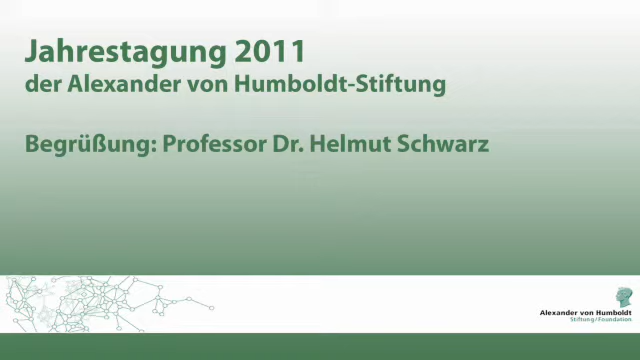 Jahrestagung 2011
der Alexander von Humboldt-Stiftung
Begrüßung: Professor Dr. Helmut Schwarz
Alexander von Humboldt
Stiftung/Foundation